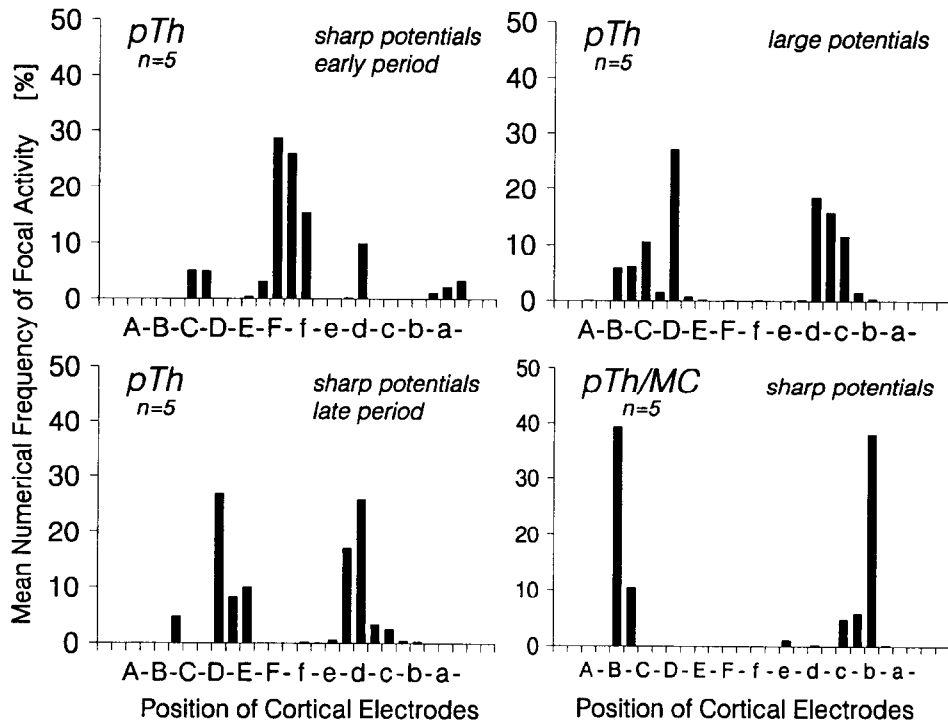 Mean Numerical Frequency of Focal Activity [%]
50
40
30
20
10
0
pTh
n=5
sharp potentials
early period
A-B-C-D-E-F-f-e-d-c-b-a-
50
40
30
20
10
0
pTh
n=5
large potentials
A-B-C-D-E-F-f-e-d-c-b-a-
50
40
30
20
10
0
pTh
n=5
sharp potentials
late period
A-B-C-D-E-F-f-e-d-c-b-a-
Position of Cortical Electrodes
50
40
30
20
10
0
pTh/MC
n=5
sharp potentials
A-B-C-D-E-F-f-e-d-c-b-a-
Position of Cortical Electrodes